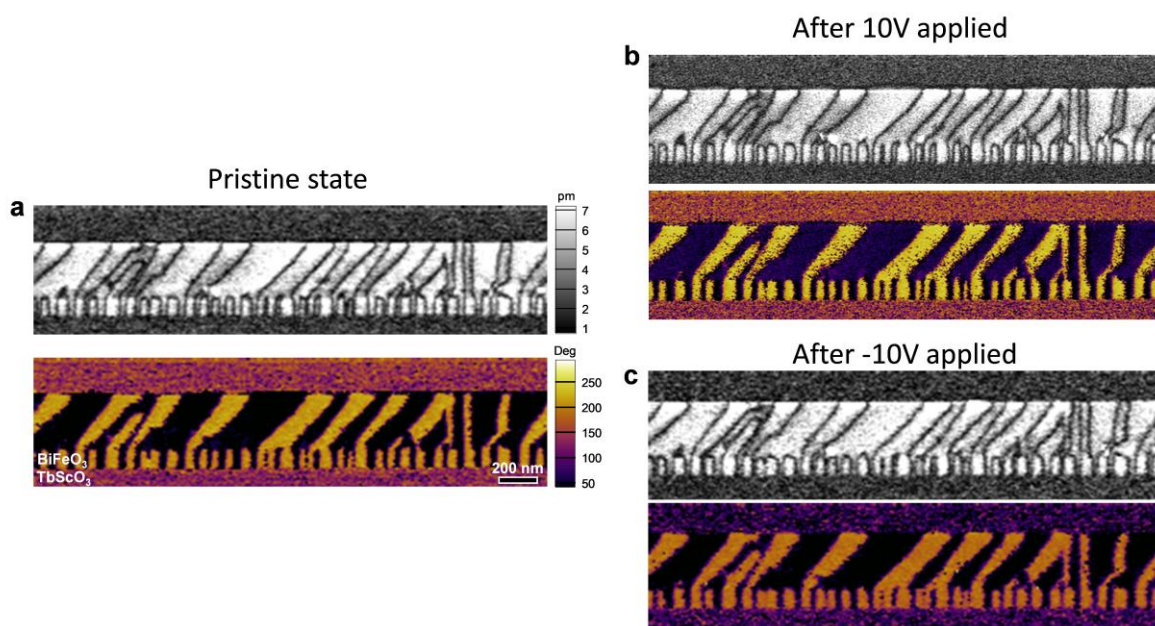 Pristine state
a
pm
7
6
5
4
3
2
1
Deg
250
200
150
100
50
BiFeO3
TbScO3
200 nm
After 10V applied
b
After -10V applied
c